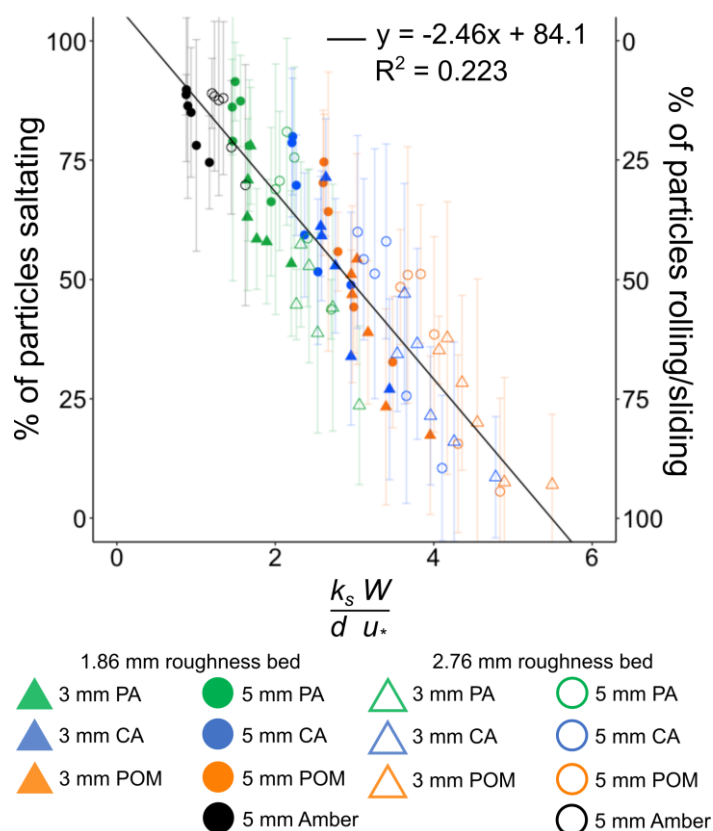 y = -2.46x + 84.1
R² = 0.223
% of particles saltating
100
75
50
25
0
% of particles rolling/sliding
0
25
50
75
100
0 2 4 6
k_s W
d u_*
1.86 mm roughness bed 2.76 mm roughness bed
3 mm PA 5 mm PA 3 mm PA 5 mm PA
3 mm CA 5 mm CA 3 mm CA 5 mm CA
3 mm POM 5 mm POM 3 mm POM 5 mm POM
5 mm Amber 5 mm Amber